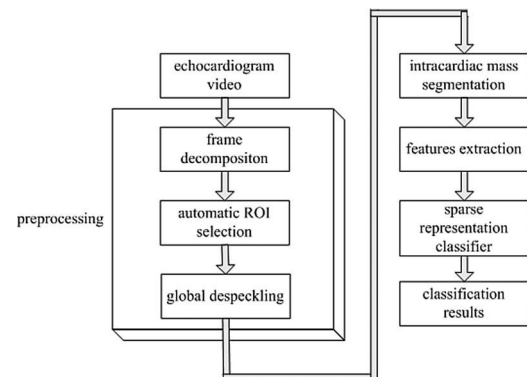 echocardiogram
video
preprocessing
frame
decompositon
automatic ROI
selection
global despeckling
intracardiac mass
segmentation
features extraction
sparse
representation
classifier
classification
results